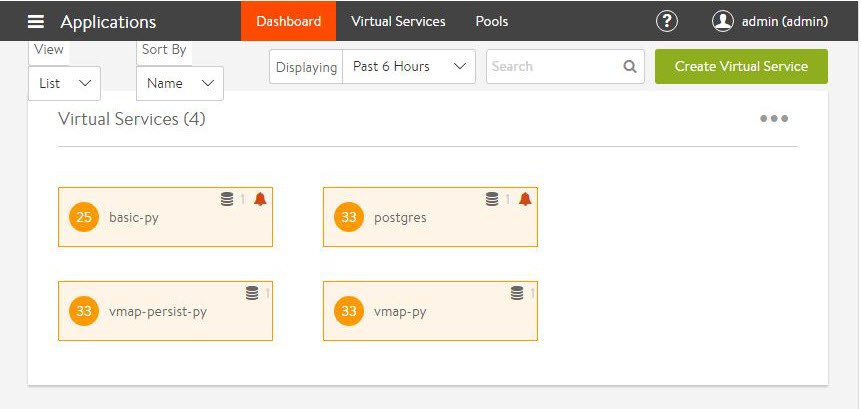 Applications Dashboard Virtual Services Pools ? admin (admin)
View Sort By
List Name Displaying Past 6 Hours Search Create Virtual Service
Virtual Services (4)
1 1
25 basic-py 33 postgres
1 1
33 vmap-persist-py 33 vmap-py